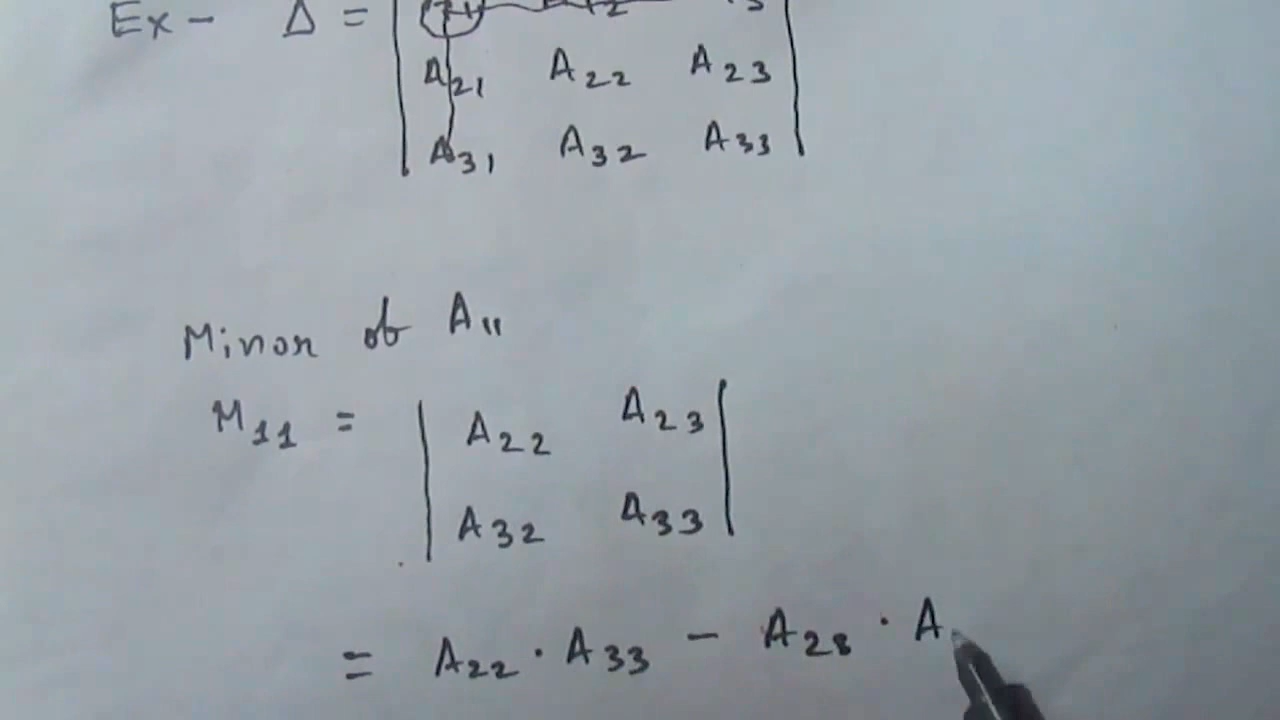 Ex - Δ =
A21 A22 A23
A31 A32 A33
Minor of A11
M11 =
A22 A23
A32 A33
= A22 · A33 - A23 · A